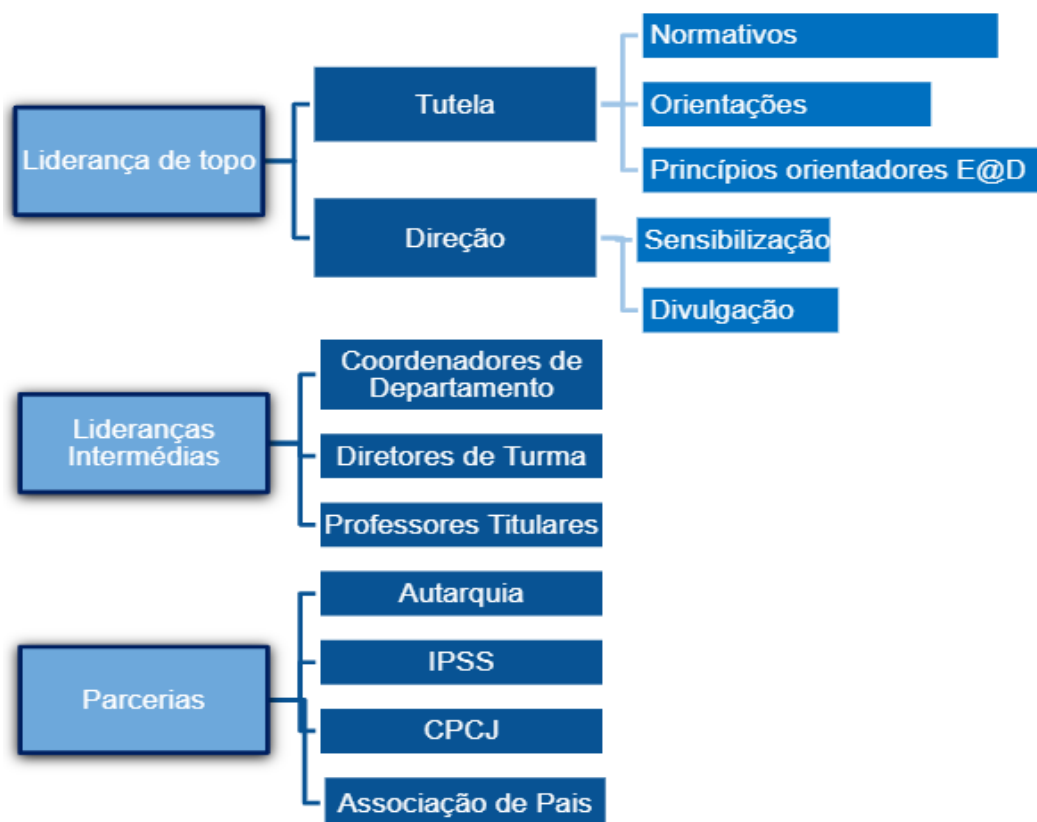 Liderança de topo
Tutela
Normativos
Orientações
Princípios orientadores E@D
Direção
Sensibilização
Divulgação
Lideranças
Intermédias
Coordenadores de
Departamento
Diretores de Turma
Professores Titulares
Parcerias
Autarquia
IPSS
CPCJ
Associação de Pais